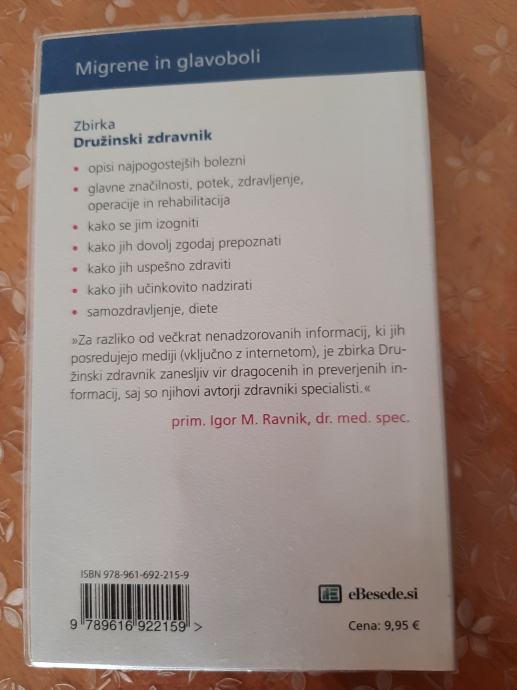 Migrene in glavoboli
Zbirka
Družinski zdravnik
• opisi najpogostejših bolezni
• glavne značilnosti, potek, zdravljenje,
operacije in rehabilitacija
• kako se jim izogniti
• kako jih dovolj zgodaj prepoznati
• kako jih uspešno zdraviti
• kako jih učinkovito nadzirati
• samozdravljenje, diete
»Za razliko od večkrat nenadzorovanih informacij, ki jih
posredujejo mediji (vključno z internetom), je zbirka Dru-
žinski zdravnik zanesljiv vir dragocenih in preverjenih in-
formacij, saj so njihovi avtorji zdravniki specialisti.«
prim. Igor M. Ravnik, dr. med. spec.
ISBN 978-961-692-215-9
9 789616 922159 >
eBesede.si
Cena: 9,95 €